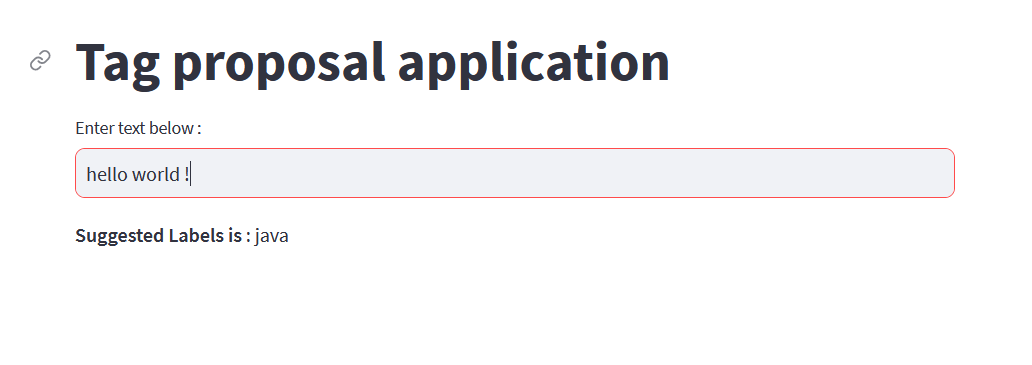 Tag proposal application
Enter text below :
hello world !
Suggested Labels is : java